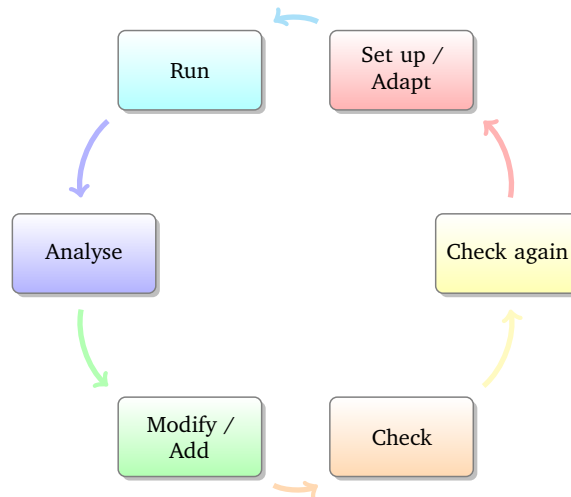 Run
Set up /
Adapt
Analyse
Check again
Modify /
Add
Check